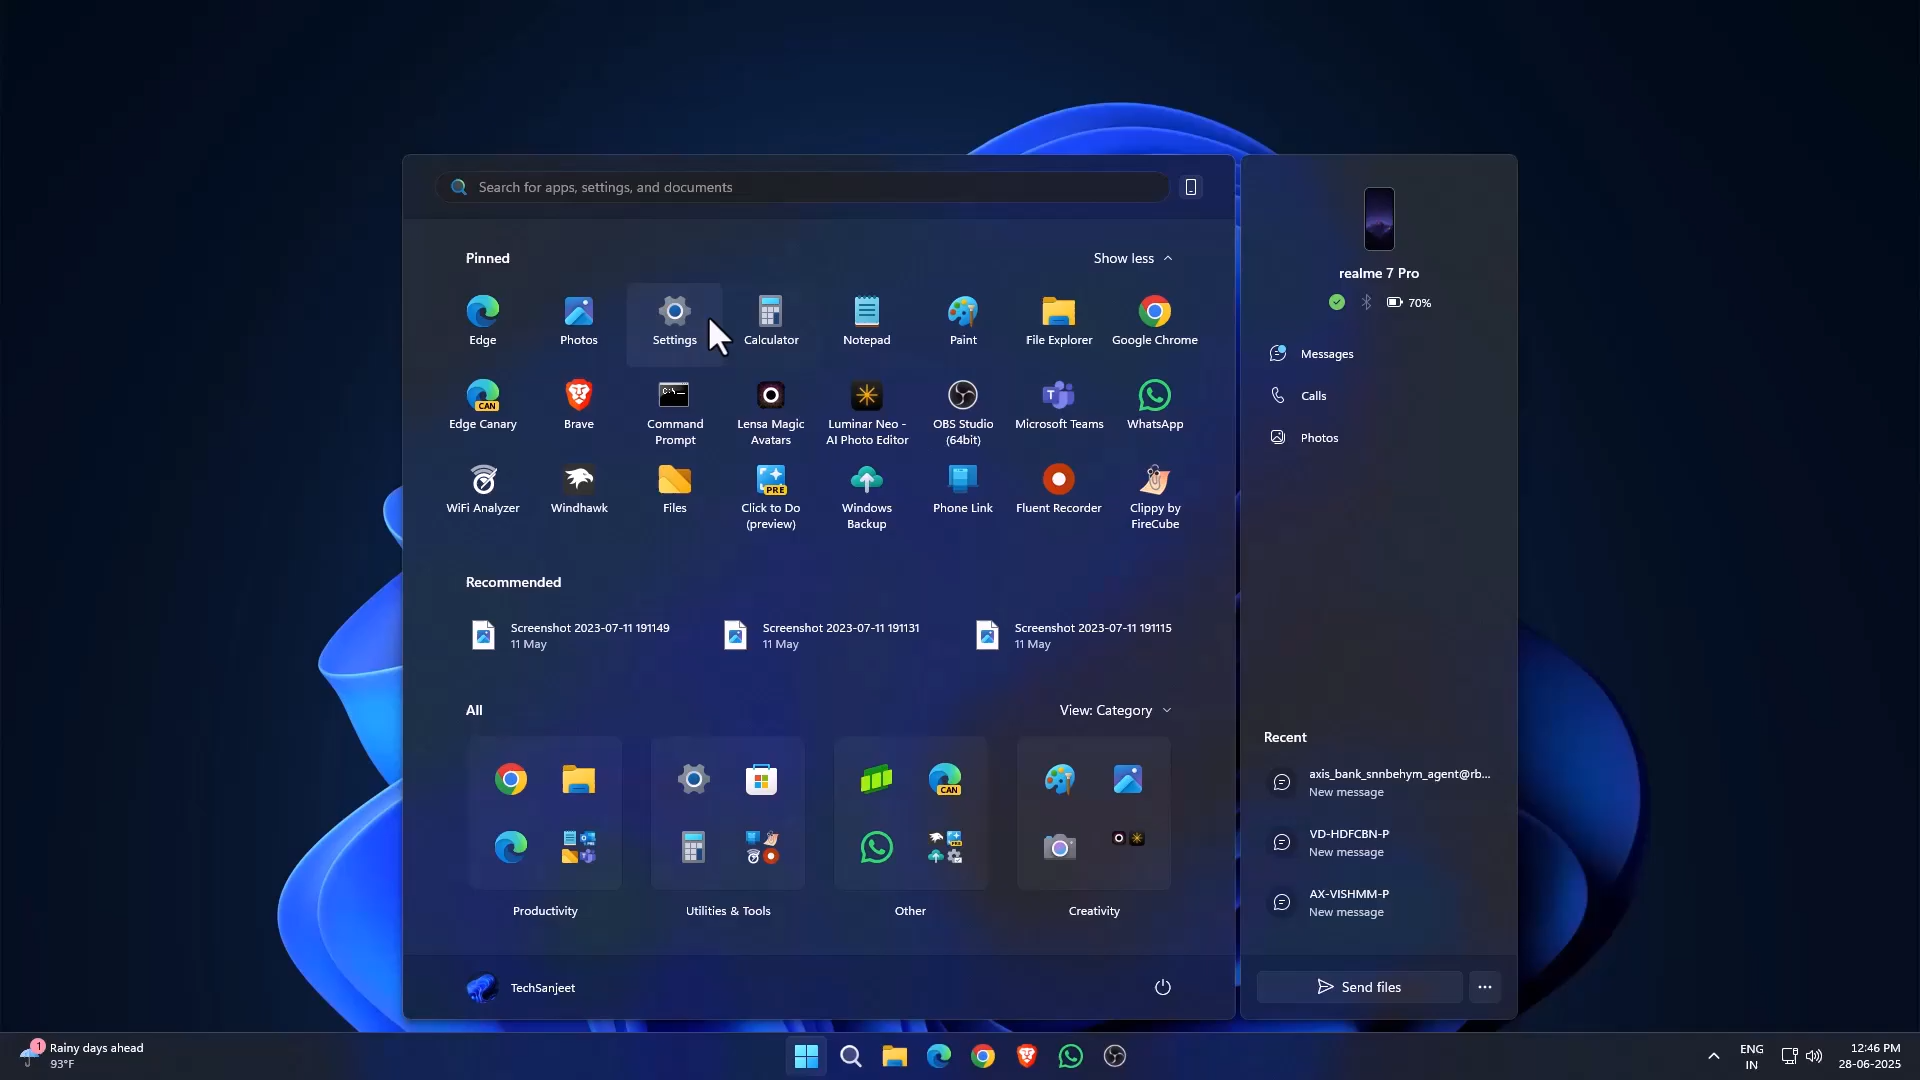 Search for apps, settings, and documents
Pinned
Show less
Edge
Photos
Settings
Calculator
Notepad
Paint
File Explorer
Google Chrome
CAN
Edge Canary
Brave
C:\_
Command
Prompt
Lensa Magic
Avatars
Luminar Neo -
AI Photo Editor
OBS Studio
(64bit)
T
Microsoft Teams
WhatsApp
WiFi Analyzer
Windhawk
Files
PRE
Click to Do
(preview)
Windows
Backup
Phone Link
Fluent Recorder
Clippy by
FireCube
Recommended
Screenshot 2023-07-11 191149
11 May
Screenshot 2023-07-11 191131
11 May
Screenshot 2023-07-11 191115
11 May
All
View: Category
CAN
Productivity
Utilities & Tools
Other
Creativity
TechSanjeet
realme 7 Pro
70%
Messages
Calls
Photos
Recent
axis_bank_snnbehym_agent@rb...
New message
VD-HDFCBN-P
New message
AX-VISHMM-P
New message
Send files
1
Rainy days ahead
93°F
ENG
IN
12:46 PM
28-06-2025